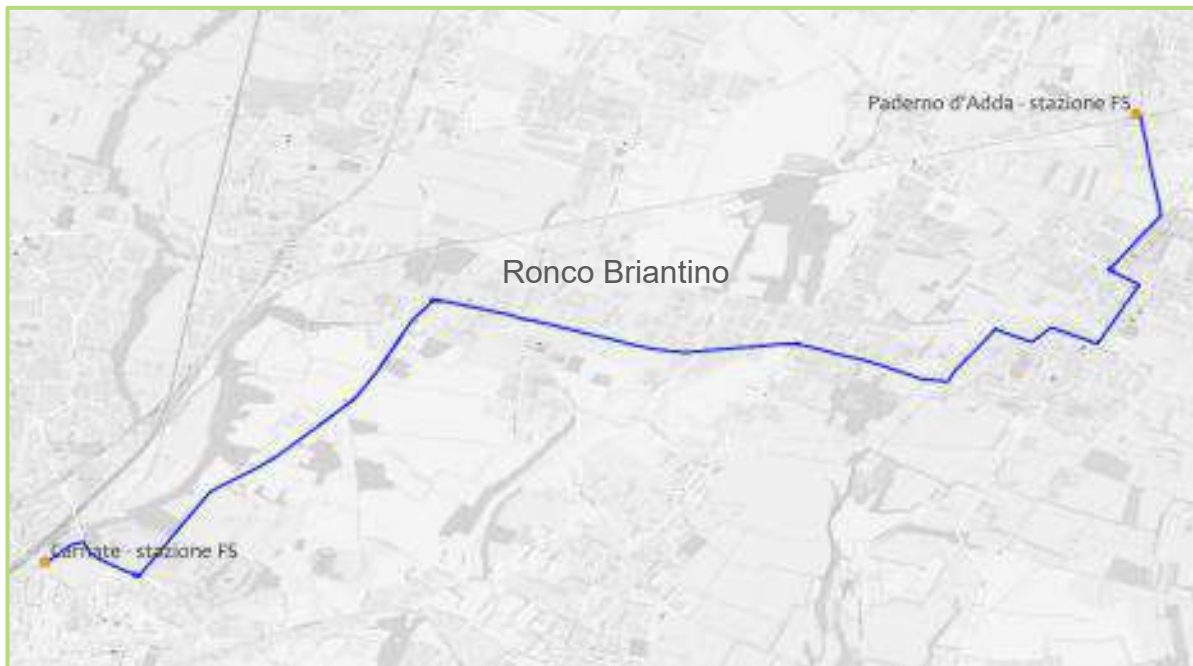 Paderno d'Adda - stazione FS
Ronco Briantino
Carnate - stazione FS